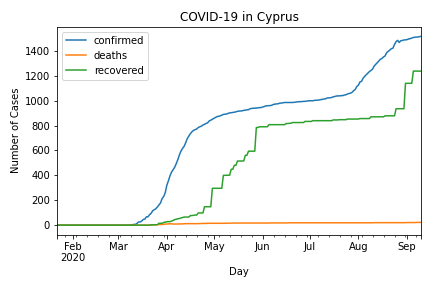 COVID-19 in Cyprus
confirmed
deaths
recovered
Number of Cases
1400
1200
1000
800
600
400
200
0
Feb Mar Apr May Jun Jul Aug Sep
2020
Day